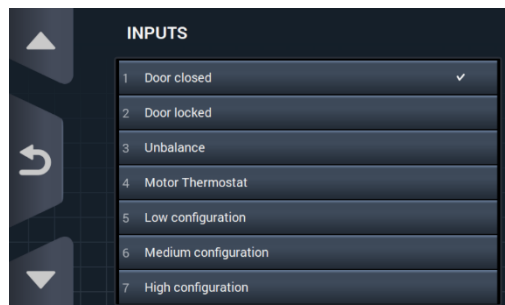 INPUTS
1 Door closed
2 Door locked
3 Unbalance
4 Motor Thermostat
5 Low configuration
6 Medium configuration
7 High configuration